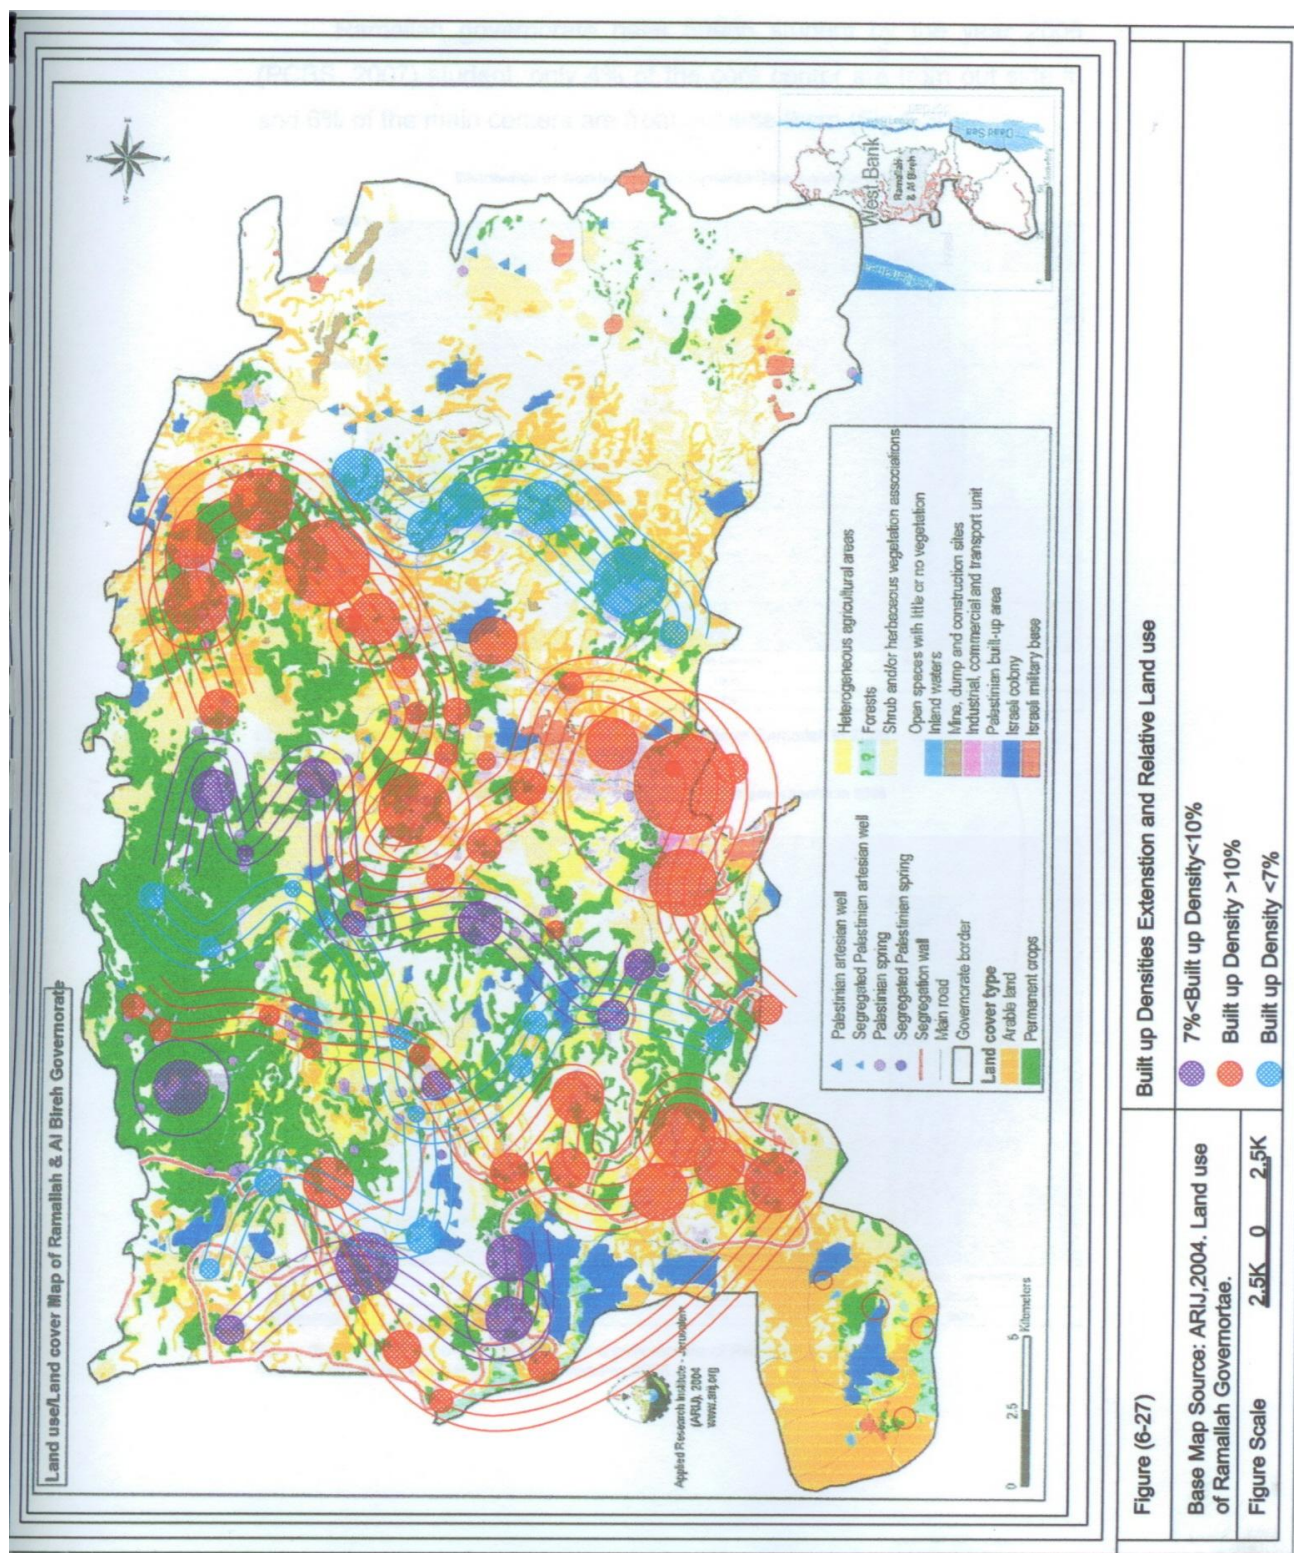 Land use/Land cover Map of Ramallah & Al Bireh Governorate
West Bank
Ramallah
& Al Bireh
Dead Sea
Applied Research Institute - Jerusalem
(ARIJ), 2004
www.arij.org
0 2.5 5
Kilometers
Palestinian artesian well
Segregated Palestinian artesian well
Palestinian spring
Segregated Palestinian spring
Segregation wall
Main road
Governorate border
Land cover type
Arable land
Permanent crops
Heterogeneous agricultural areas
Forests
Shrub and/or herbaceous vegetation associations
Open spaces with little or no vegetation
Inland waters
Mine, dump and construction sites
Industrial, commercial and transport unit
Palestinian built-up area
Israeli colony
Israeli military base
Figure (6-27)
Built up Densities Extenstion and Relative Land use
Base Map Source: ARIJ,2004. Land use
of Ramallah Governortae.
7%<Built up Density<10%
Built up Density >10%
Built up Density <7%
Figure Scale 2.5K 0 2.5K